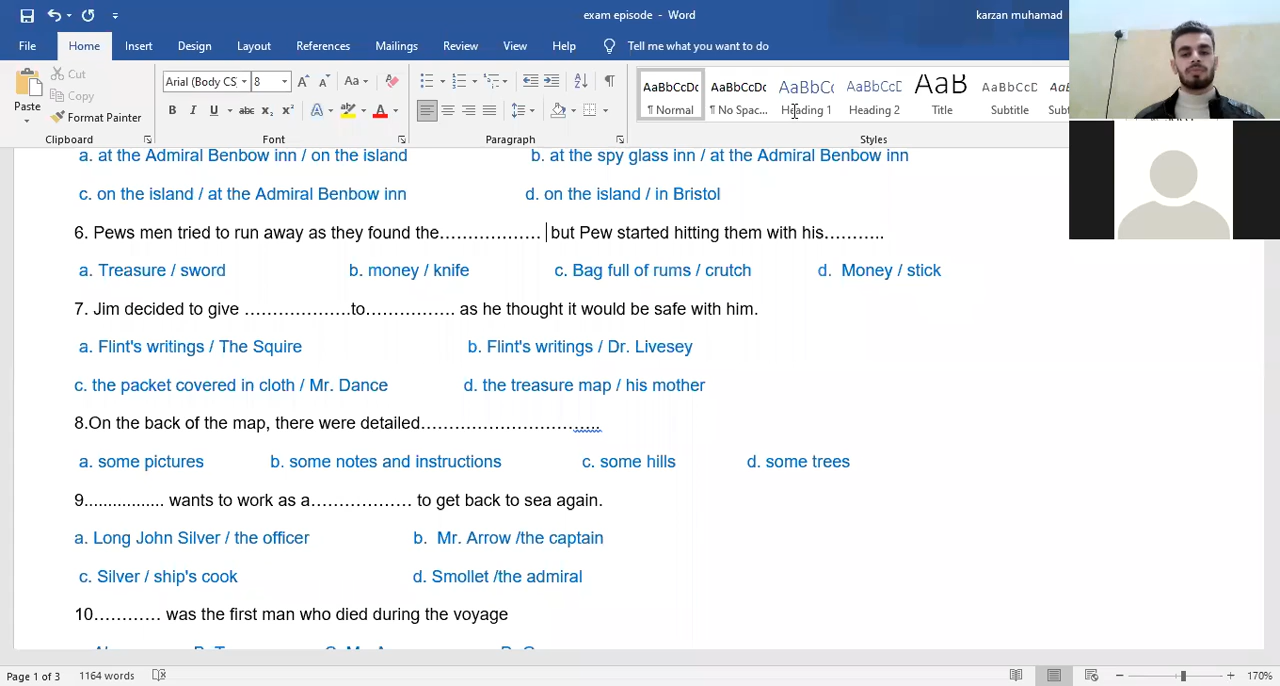 exam episode - Word
karzan muhamad
File Home Insert Design Layout References Mailings Review View Help Tell me what you want to do
Paste
Cut
Copy
Format Painter
Clipboard
Arial (Body CS 8
Font
Paragraph
AaBbCcDc ¶ Normal
AaBbCcDc ¶ No Spac...
AaBbCc Heading 1
AaBbCcD Heading 2
AaB Title
AaBbCcD Subtitle
Styles
a. at the Admiral Benbow inn / on the island b. at the spy glass inn / at the Admiral Benbow inn
c. on the island / at the Admiral Benbow inn d. on the island / in Bristol
6. Pews men tried to run away as they found the……………… but Pew started hitting them with his………..
a. Treasure / sword b. money / knife c. Bag full of rums / crutch d. Money / stick
7. Jim decided to give ……………….to……………. as he thought it would be safe with him.
a. Flint's writings / The Squire b. Flint's writings / Dr. Livesey
c. the packet covered in cloth / Mr. Dance d. the treasure map / his mother
8.On the back of the map, there were detailed…………………………..
a. some pictures b. some notes and instructions c. some hills d. some trees
9................. wants to work as a……………… to get back to sea again.
a. Long John Silver / the officer b. Mr. Arrow /the captain
c. Silver / ship's cook d. Smollet /the admiral
10………… was the first man who died during the voyage
Page 1 of 3 1164 words 170%